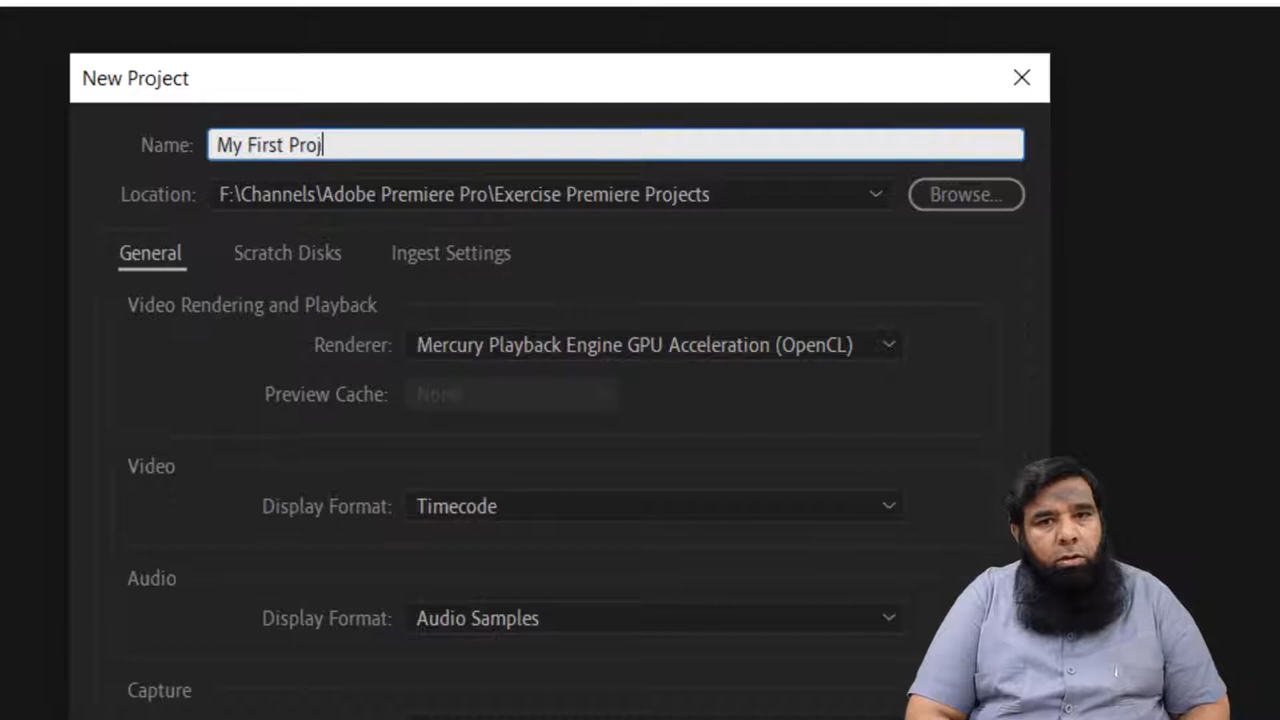 New Project
Name: My First Proj
Location: F:\Channels\Adobe Premiere Pro\Exercise Premiere Projects Browse...
General Scratch Disks Ingest Settings
Video Rendering and Playback
Renderer: Mercury Playback Engine GPU Acceleration (OpenCL)
Preview Cache: None
Video
Display Format: Timecode
Audio
Display Format: Audio Samples
Capture